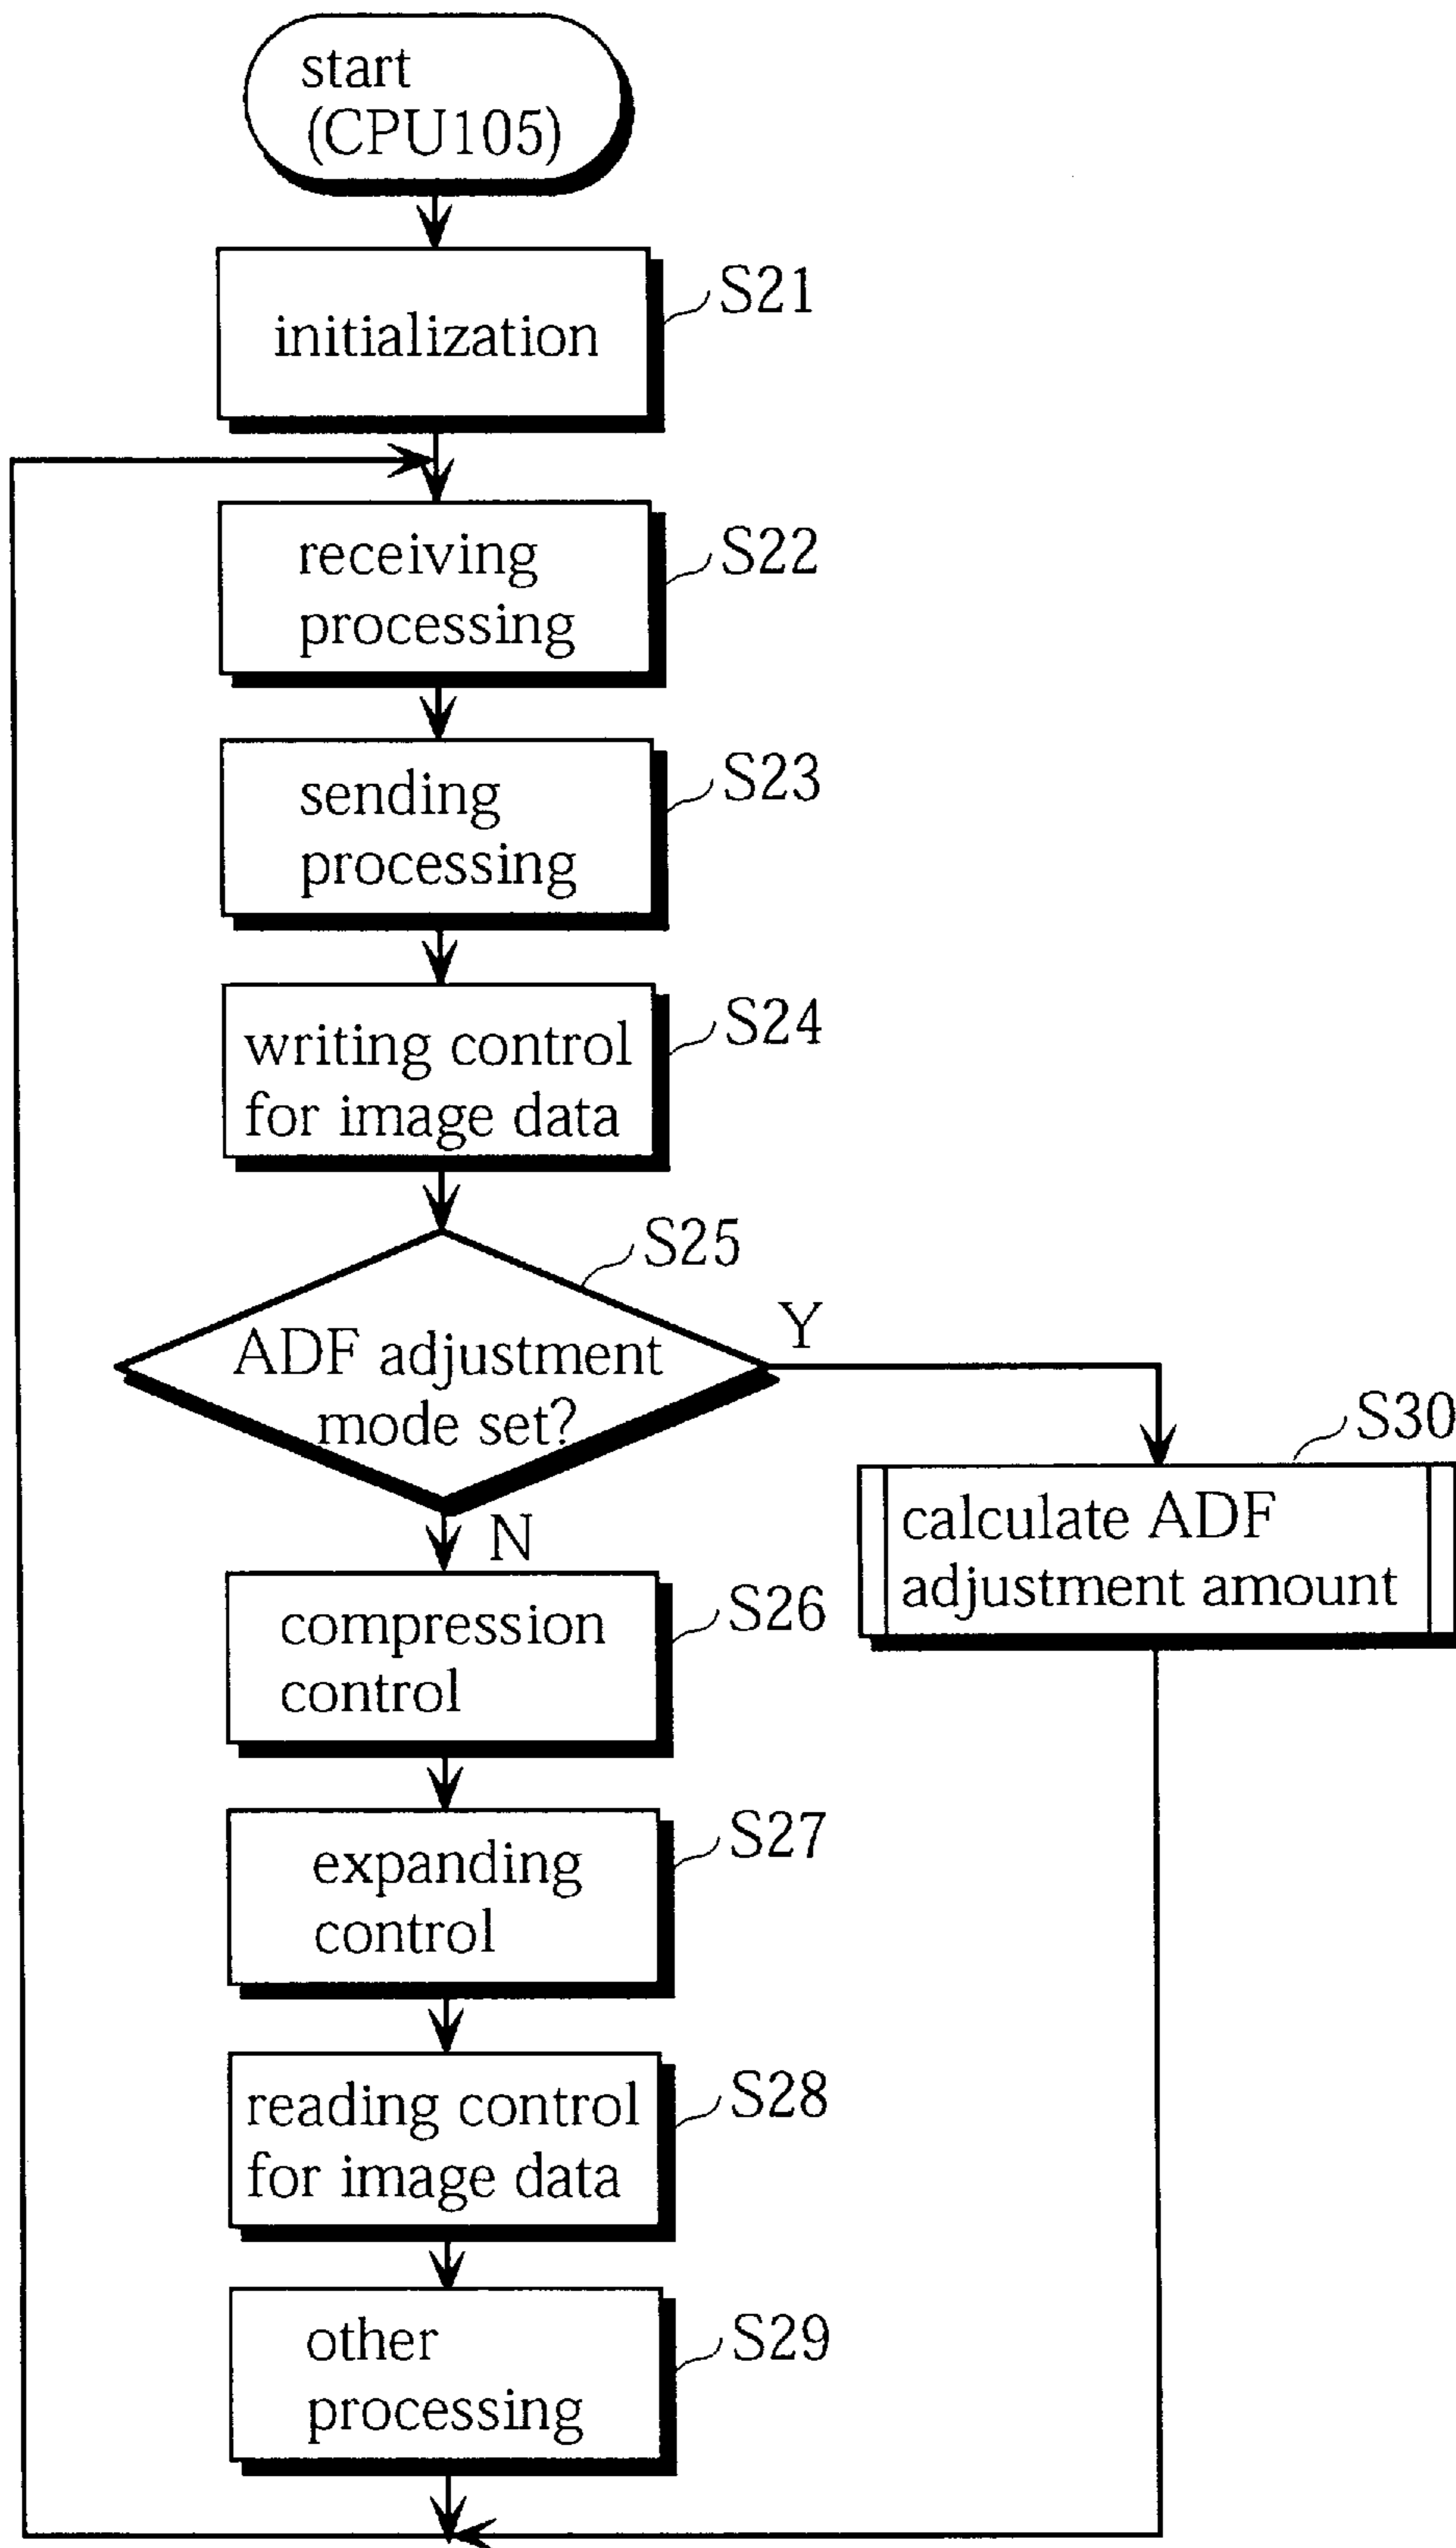 start
(CPU105)
initialization
S21
receiving
processing
S22
sending
processing
S23
writing control
for image data
S24
S25
ADF adjustment
mode set?
Y
N
S30
calculate ADF
adjustment amount
compression
control
S26
expanding
control
S27
reading control
for image data
S28
other
processing
S29